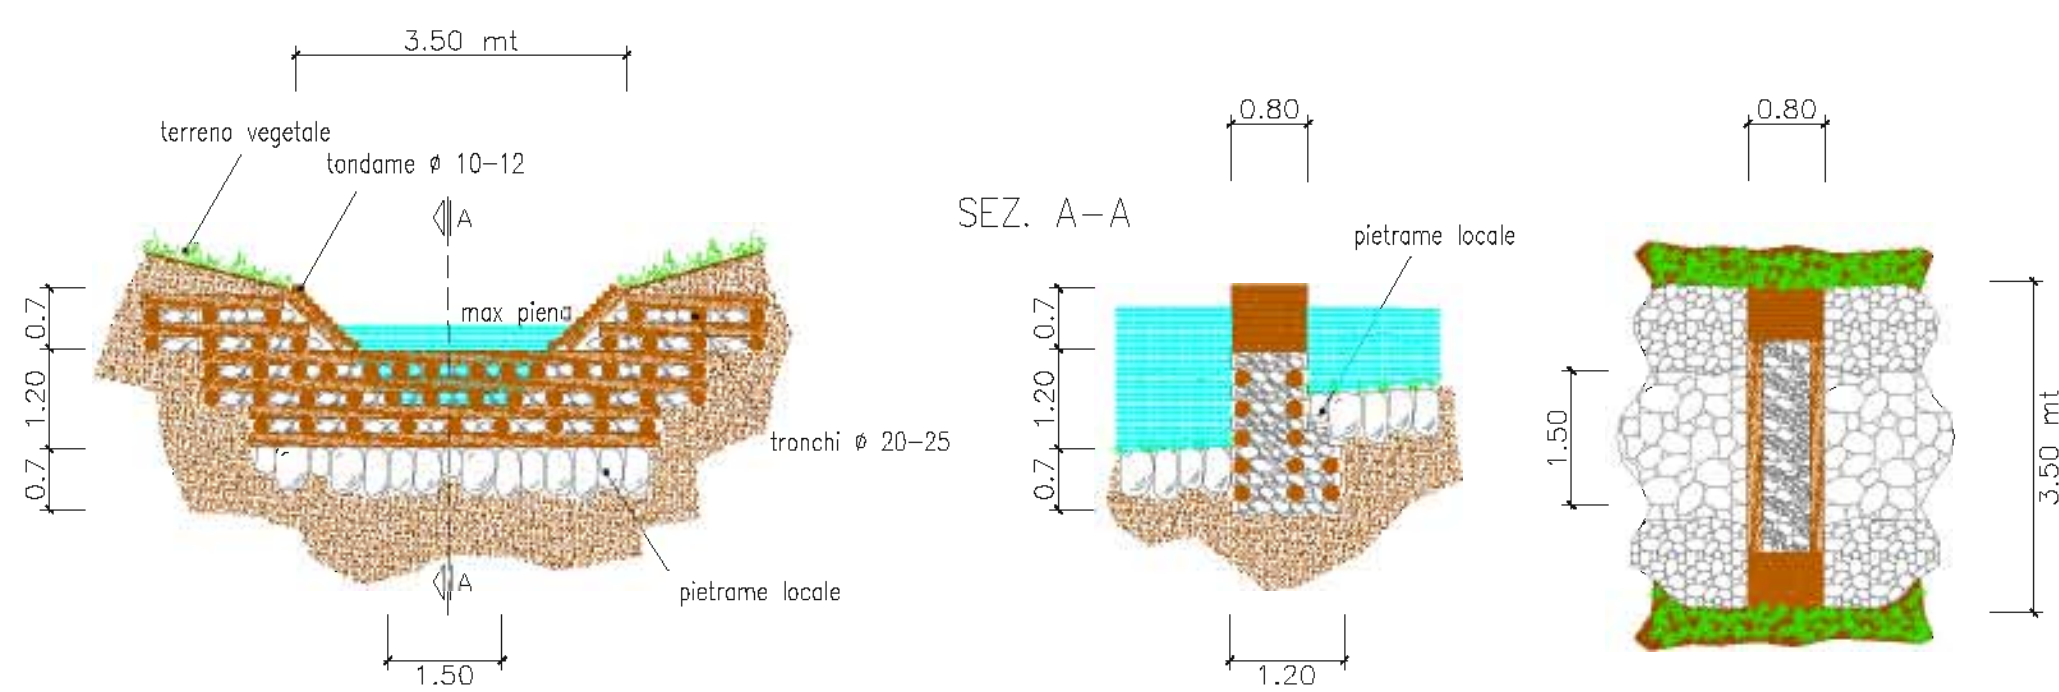 3.50 mt
terreno vegetale
tondame ø 10-12
A
max piena
0.7
1.20
0.7
tronchi ø 20-25
A
pietrame locale
1.50
SEZ. A-A
0.80
pietrame locale
0.7
1.20
0.7
1.20
0.80
1.50
3.50 mt